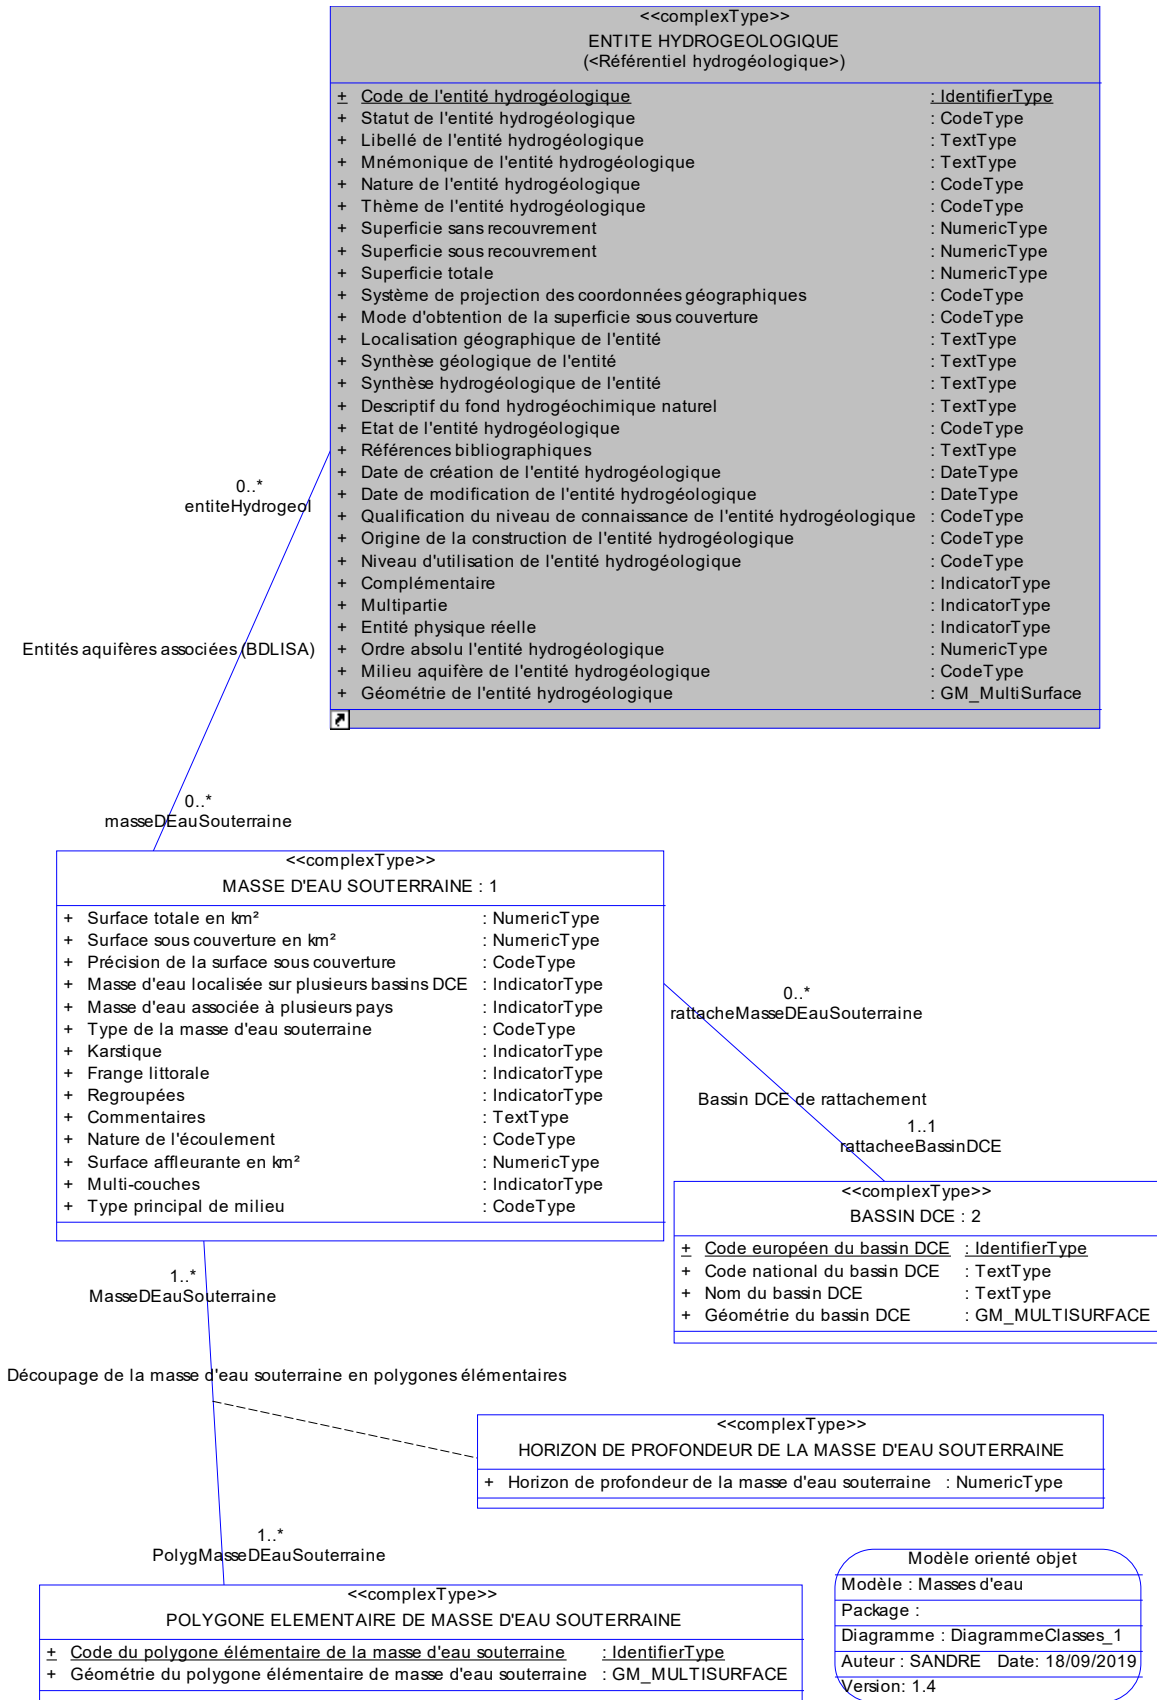 <<complexType>>
ENTITE HYDROGEOLOGIQUE
(<Référentiel hydrogéologique>)
+ Code de l'entité hydrogéologique : IdentifierType
+ Statut de l'entité hydrogéologique : CodeType
+ Libellé de l'entité hydrogéologique : TextType
+ Mnémonique de l'entité hydrogéologique : TextType
+ Nature de l'entité hydrogéologique : CodeType
+ Thème de l'entité hydrogéologique : CodeType
+ Superficie sans recouvrement : NumericType
+ Superficie sous recouvrement : NumericType
+ Superficie totale : NumericType
+ Système de projection des coordonnées géographiques : CodeType
+ Mode d'obtention de la superficie sous couverture : CodeType
+ Localisation géographique de l'entité : TextType
+ Synthèse géologique de l'entité : TextType
+ Synthèse hydrogéologique de l'entité : TextType
+ Descriptif du fond hydrogéochimique naturel : TextType
+ Etat de l'entité hydrogéologique : CodeType
+ Références bibliographiques : TextType
+ Date de création de l'entité hydrogéologique : DateType
+ Date de modification de l'entité hydrogéologique : DateType
+ Qualification du niveau de connaissance de l'entité hydrogéologique : CodeType
+ Origine de la construction de l'entité hydrogéologique : CodeType
+ Niveau d'utilisation de l'entité hydrogéologique : CodeType
+ Complémentaire : IndicatorType
+ Multipartie : IndicatorType
+ Entité physique réelle : IndicatorType
+ Ordre absolu l'entité hydrogéologique : NumericType
+ Milieu aquifère de l'entité hydrogéologique : CodeType
+ Géométrie de l'entité hydrogéologique : GM_MultiSurface
0..*
entiteHydrogeol
Entités aquifères associées (BDLISA)
0..*
masseDEauSouterraine
<<complexType>>
MASSE D'EAU SOUTERRAINE : 1
+ Surface totale en km² : NumericType
+ Surface sous couverture en km² : NumericType
+ Précision de la surface sous couverture : CodeType
+ Masse d'eau localisée sur plusieurs bassins DCE : IndicatorType
+ Masse d'eau associée à plusieurs pays : IndicatorType
+ Type de la masse d'eau souterraine : CodeType
+ Karstique : IndicatorType
+ Frange littorale : IndicatorType
+ Regroupées : IndicatorType
+ Commentaires : TextType
+ Nature de l'écoulement : CodeType
+ Surface affleurante en km² : NumericType
+ Multi-couches : IndicatorType
+ Type principal de milieu : CodeType
0..*
rattacheMasseDEauSouterraine
Bassin DCE de rattachement
1..1
rattacheeBassinDCE
<<complexType>>
BASSIN DCE : 2
+ Code européen du bassin DCE : IdentifierType
+ Code national du bassin DCE : TextType
+ Nom du bassin DCE : TextType
+ Géométrie du bassin DCE : GM_MULTISURFACE
1..*
MasseDEauSouterraine
Découpage de la masse d'eau souterraine en polygones élémentaires
<<complexType>>
HORIZON DE PROFONDEUR DE LA MASSE D'EAU SOUTERRAINE
+ Horizon de profondeur de la masse d'eau souterraine : NumericType
1..*
PolygMasseDEauSouterraine
<<complexType>>
POLYGONE ELEMENTAIRE DE MASSE D'EAU SOUTERRAINE
+ Code du polygone élémentaire de la masse d'eau souterraine : IdentifierType
+ Géométrie du polygone élémentaire de masse d'eau souterraine : GM_MULTISURFACE
Modèle orienté objet
Modèle : Masses d'eau
Package :
Diagramme : DiagrammeClasses_1
Auteur : SANDRE Date: 18/09/2019
Version: 1.4